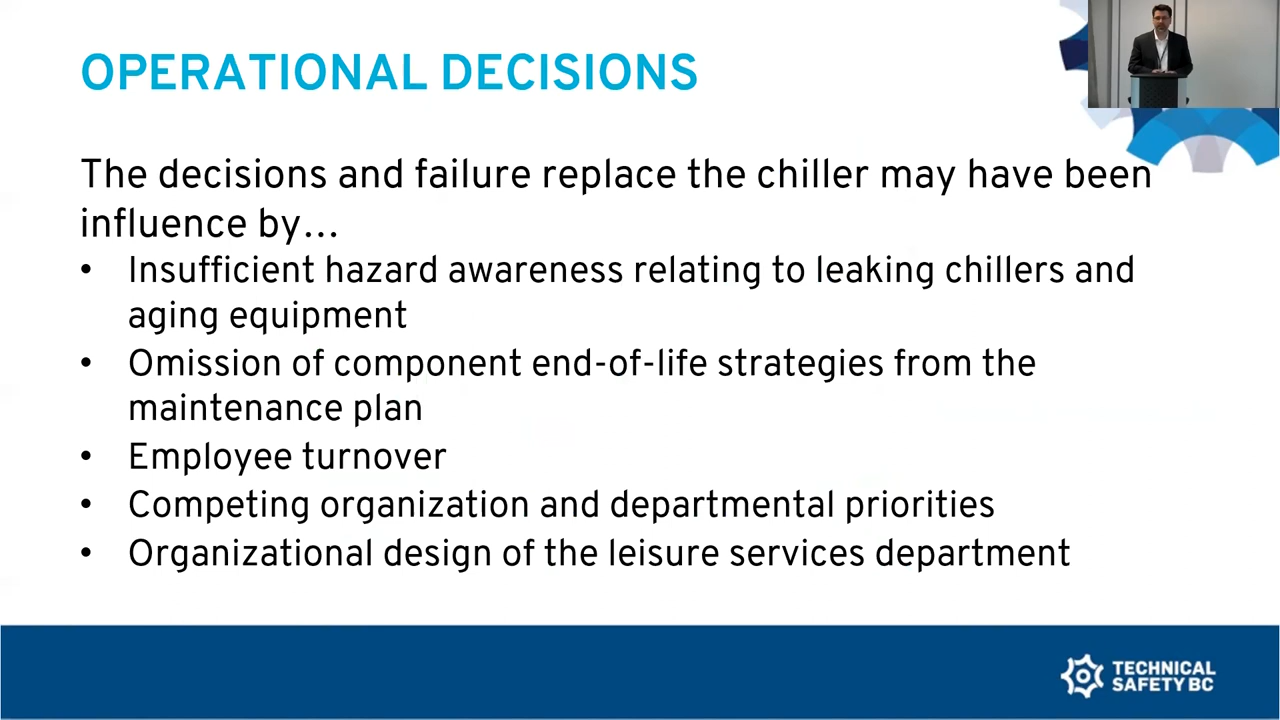 OPERATIONAL DECISIONS
The decisions and failure replace the chiller may have been
influence by...
• Insufficient hazard awareness relating to leaking chillers and
aging equipment
• Omission of component end-of-life strategies from the
maintenance plan
• Employee turnover
• Competing organization and departmental priorities
• Organizational design of the leisure services department
TECHNICAL
SAFETY BC